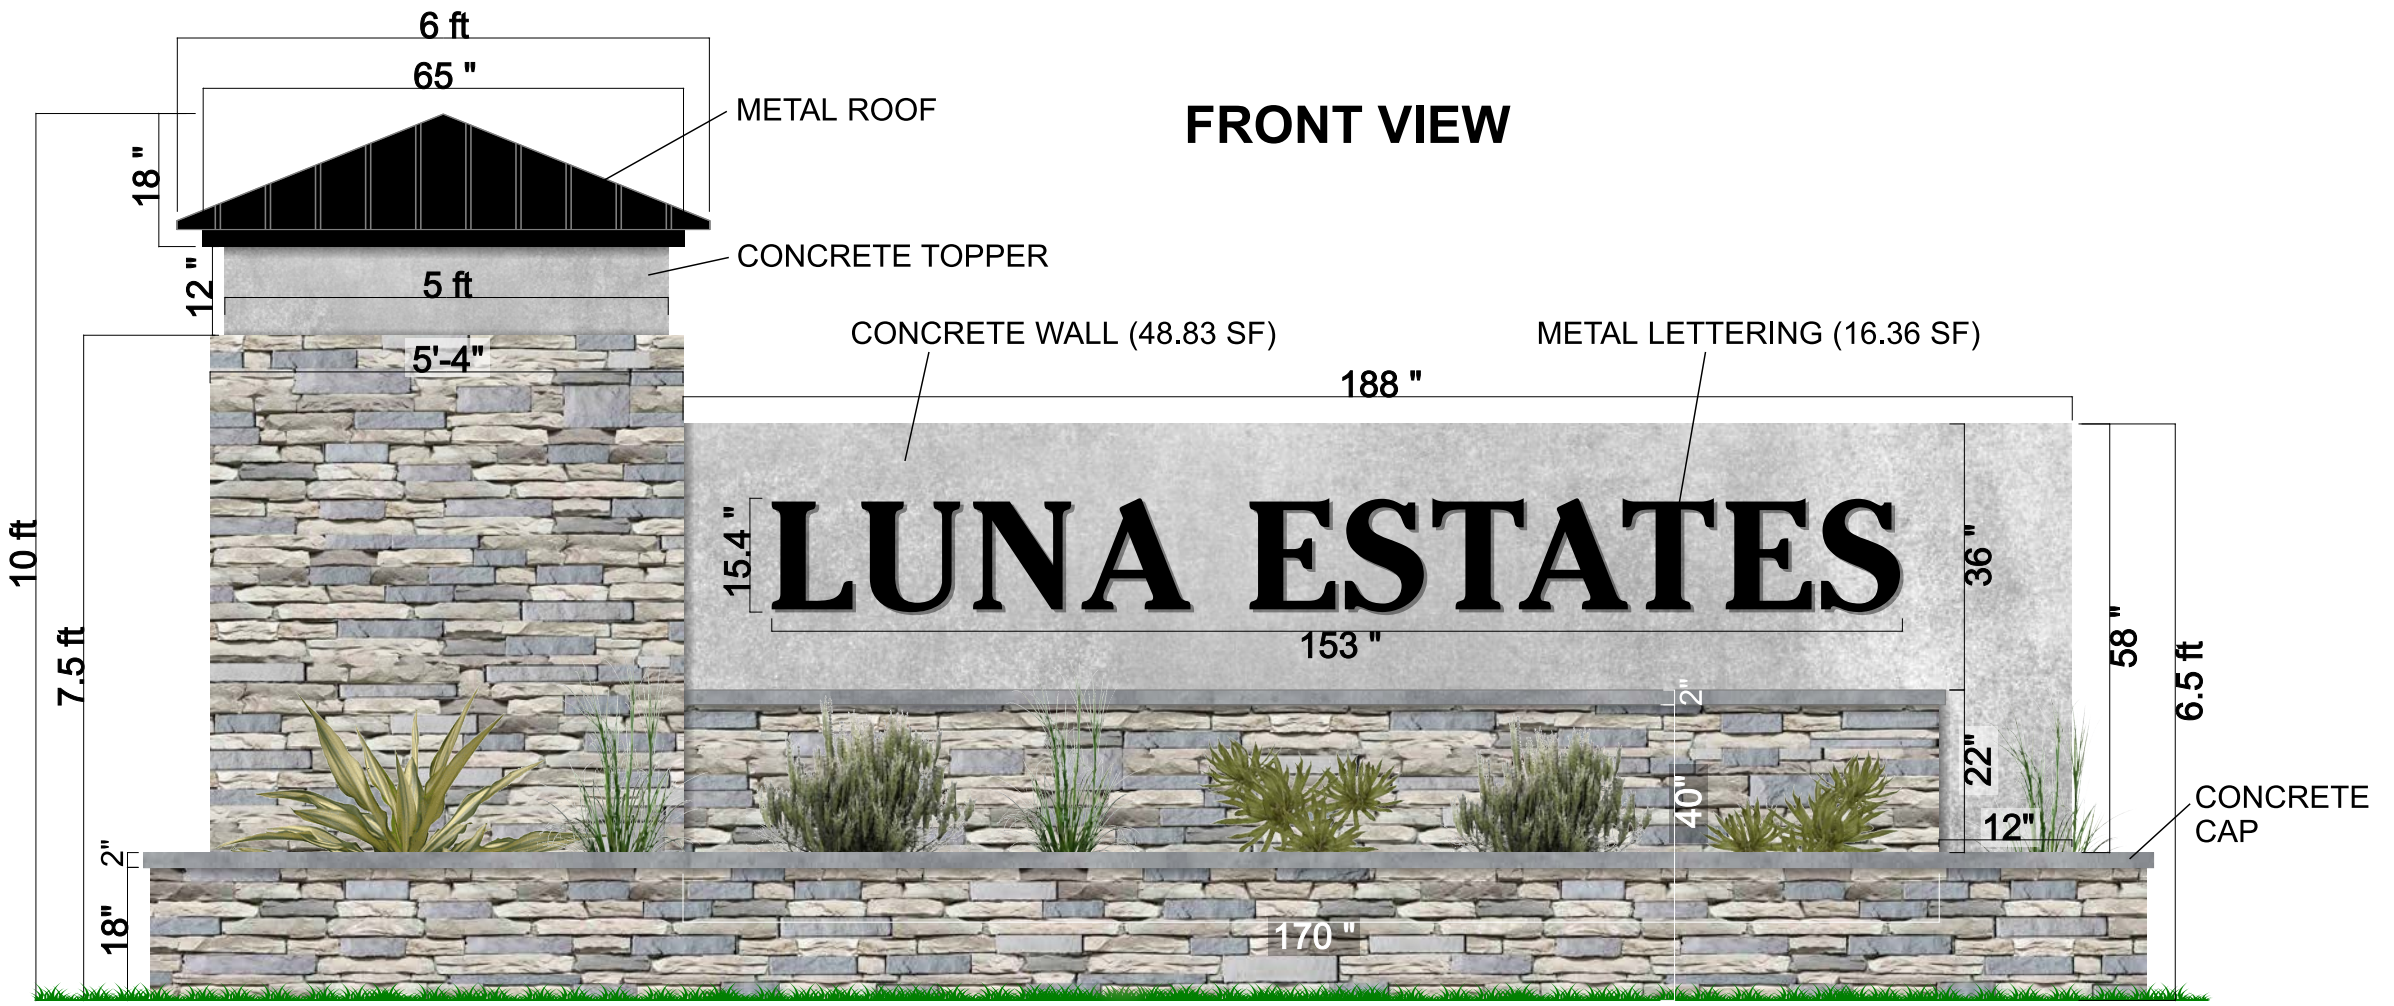 6 ft
65 "
METAL ROOF
FRONT VIEW
18 "
CONCRETE TOPPER
12 "
5 ft
CONCRETE WALL (48.83 SF)
METAL LETTERING (16.36 SF)
5'-4"
188 "
LUNA ESTATES
15.4 "
153 "
36 "
10 ft
7.5 ft
58 "
6.5 ft
2"
22"
40"
12"
CONCRETE
CAP
2"
18"
170 "